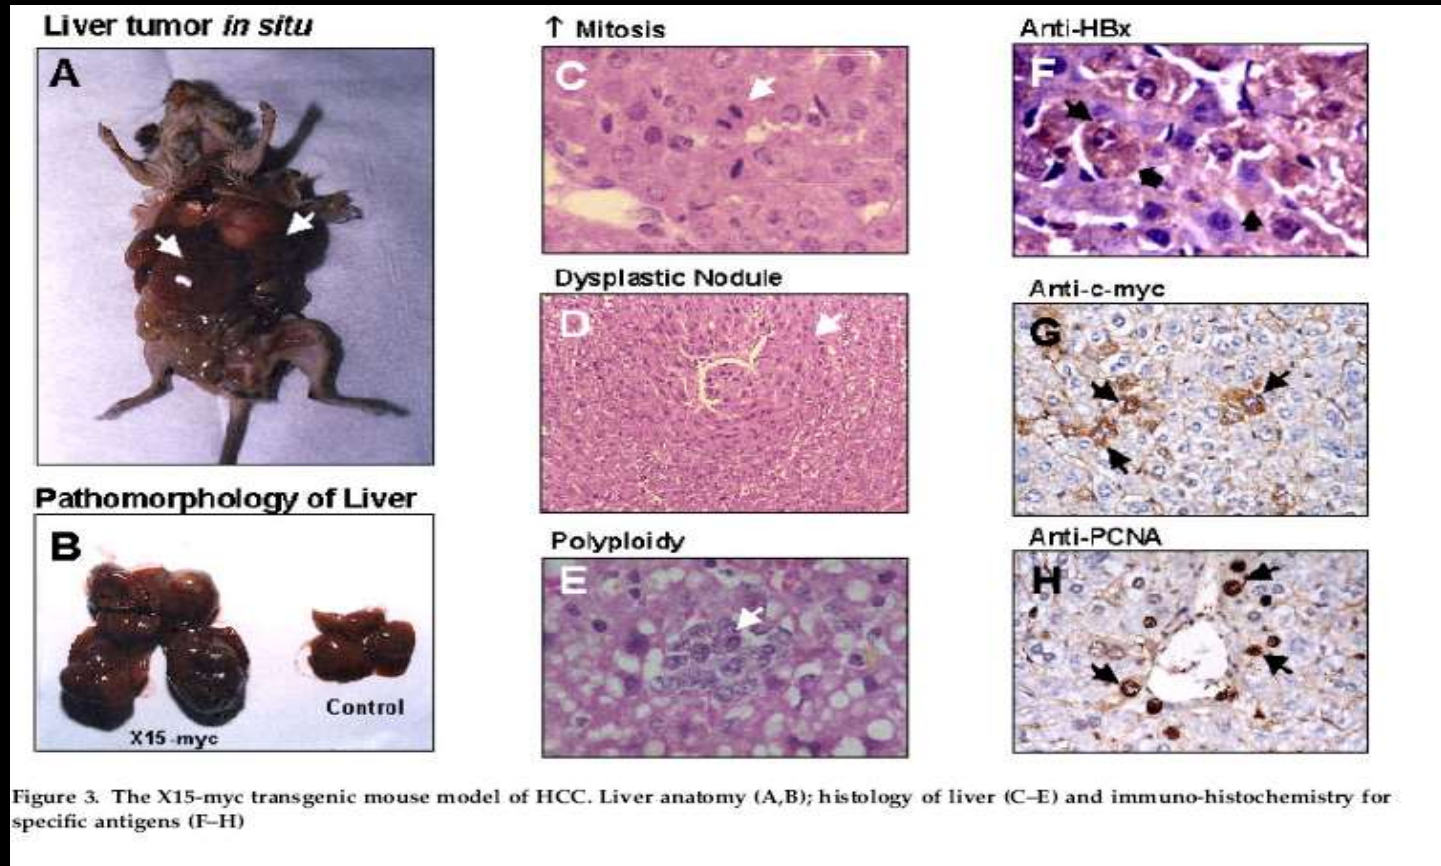 Liver tumor in situ
A
Pathomorphology of Liver
B
X15-myc
Control
↑ Mitosis
C
Dysplastic Nodule
D
Polyploidy
E
Anti-HBx
F
Anti-c-myc
G
Anti-PCNA
H
Figure 3. The X15-myc transgenic mouse model of HCC. Liver anatomy (A,B); histology of liver (C–E) and immuno-histochemistry for
specific antigens (F–H)